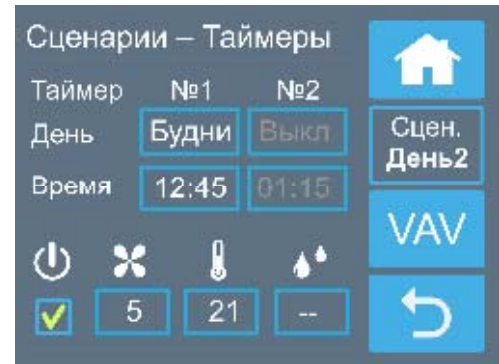 Сценарии – Таймеры
Таймер №1 №2
День Будни Выкл
Время 12:45 01:15
5 21 --
Сцен.
День2
VAV